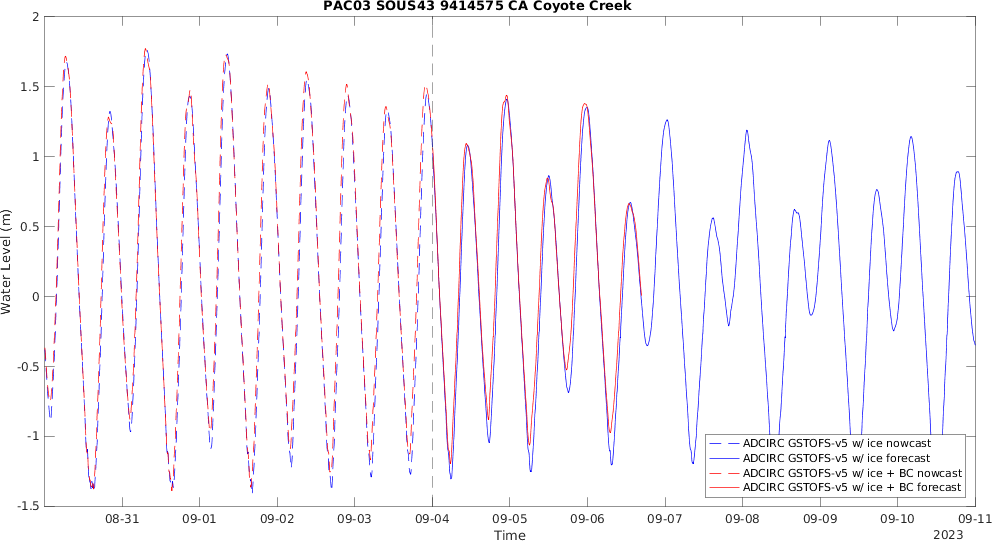 PAC03 SOUS43 9414575 CA Coyote Creek
2
1.5
1
0.5
0
-0.5
-1
-1.5
Water Level (m)
08-31 09-01 09-02 09-03 09-04 09-05 09-06 09-07 09-08 09-09 09-10 09-11
Time
2023
ADCIRC GSTOFS-v5 w/ ice nowcast
ADCIRC GSTOFS-v5 w/ ice forecast
ADCIRC GSTOFS-v5 w/ ice + BC nowcast
ADCIRC GSTOFS-v5 w/ ice + BC forecast